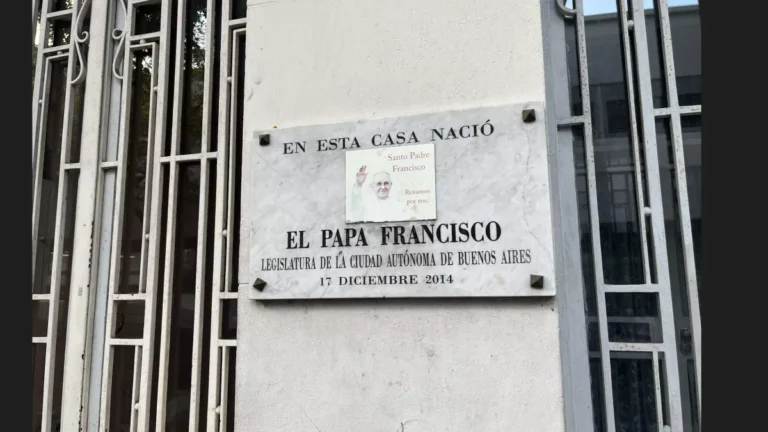 EN ESTA CASA NACIÓ
Santo Padre
Francisco
Rezamos
por vos.
EL PAPA FRANCISCO
LEGISLATURA DE LA CIUDAD AUTÓNOMA DE BUENOS AIRES
17 DICIEMBRE 2014